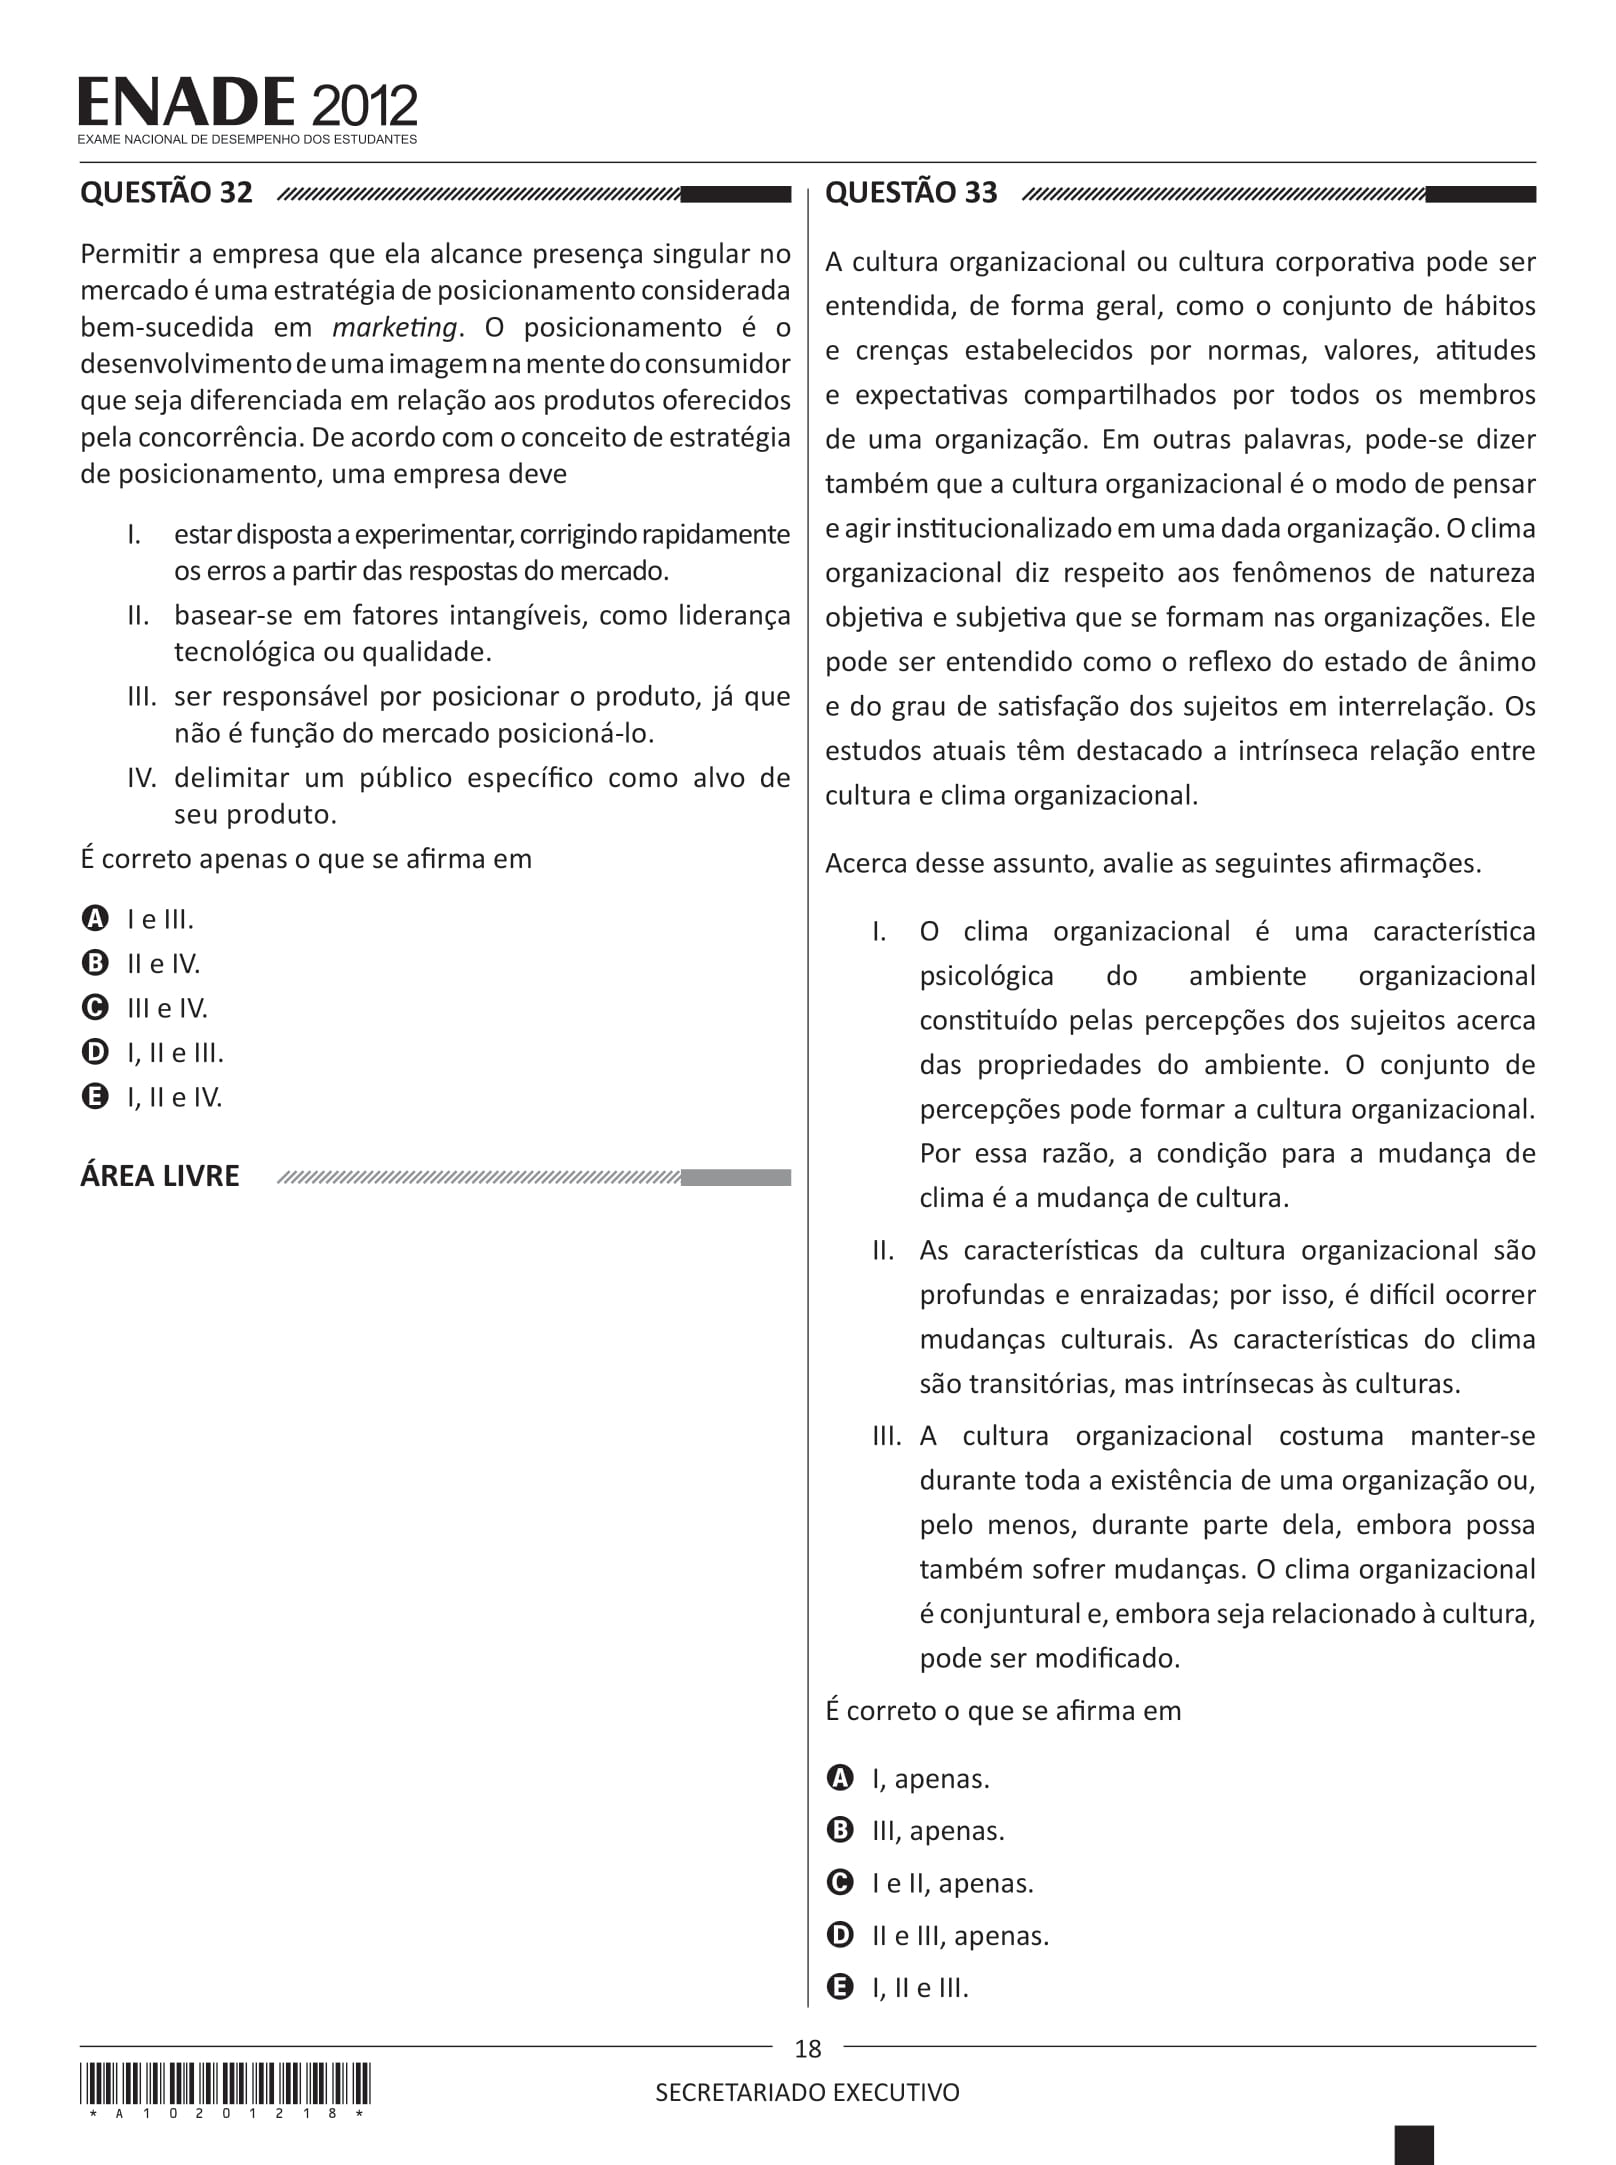 ENADE 2012
EXAME NACIONAL DE DESEMPENHO DOS ESTUDANTES
QUESTÃO 32
Permitir a empresa que ela alcance presença singular no
mercado é uma estratégia de posicionamento considerada
bem-sucedida em marketing. O posicionamento é o
desenvolvimento de uma imagem na mente do consumidor
que seja diferenciada em relação aos produtos oferecidos
pela concorrência. De acordo com o conceito de estratégia
de posicionamento, uma empresa deve
I. estar disposta a experimentar, corrigindo rapidamente
os erros a partir das respostas do mercado.
II. basear-se em fatores intangíveis, como liderança
tecnológica ou qualidade.
III. ser responsável por posicionar o produto, já que
não é função do mercado posicioná-lo.
IV. delimitar um público específico como alvo de
seu produto.
É correto apenas o que se afirma em
A I e III.
B II e IV.
C III e IV.
D I, II e III.
E I, II e IV.
ÁREA LIVRE
QUESTÃO 33
A cultura organizacional ou cultura corporativa pode ser
entendida, de forma geral, como o conjunto de hábitos
e crenças estabelecidos por normas, valores, atitudes
e expectativas compartilhados por todos os membros
de uma organização. Em outras palavras, pode-se dizer
também que a cultura organizacional é o modo de pensar
e agir institucionalizado em uma dada organização. O clima
organizacional diz respeito aos fenômenos de natureza
objetiva e subjetiva que se formam nas organizações. Ele
pode ser entendido como o reflexo do estado de ânimo
e do grau de satisfação dos sujeitos em interrelação. Os
estudos atuais têm destacado a intrínseca relação entre
cultura e clima organizacional.
Acerca desse assunto, avalie as seguintes afirmações.
I. O clima organizacional é uma característica
psicológica do ambiente organizacional
constituído pelas percepções dos sujeitos acerca
das propriedades do ambiente. O conjunto de
percepções pode formar a cultura organizacional.
Por essa razão, a condição para a mudança de
clima é a mudança de cultura.
II. As características da cultura organizacional são
profundas e enraizadas; por isso, é difícil ocorrer
mudanças culturais. As características do clima
são transitórias, mas intrínsecas às culturas.
III. A cultura organizacional costuma manter-se
durante toda a existência de uma organização ou,
pelo menos, durante parte dela, embora possa
também sofrer mudanças. O clima organizacional
é conjuntural e, embora seja relacionado à cultura,
pode ser modificado.
É correto o que se afirma em
A I, apenas.
B III, apenas.
C I e II, apenas.
D II e III, apenas.
E I, II e III.
18
SECRETARIADO EXECUTIVO
* A 1 0 2 0 1 2 1 8 *